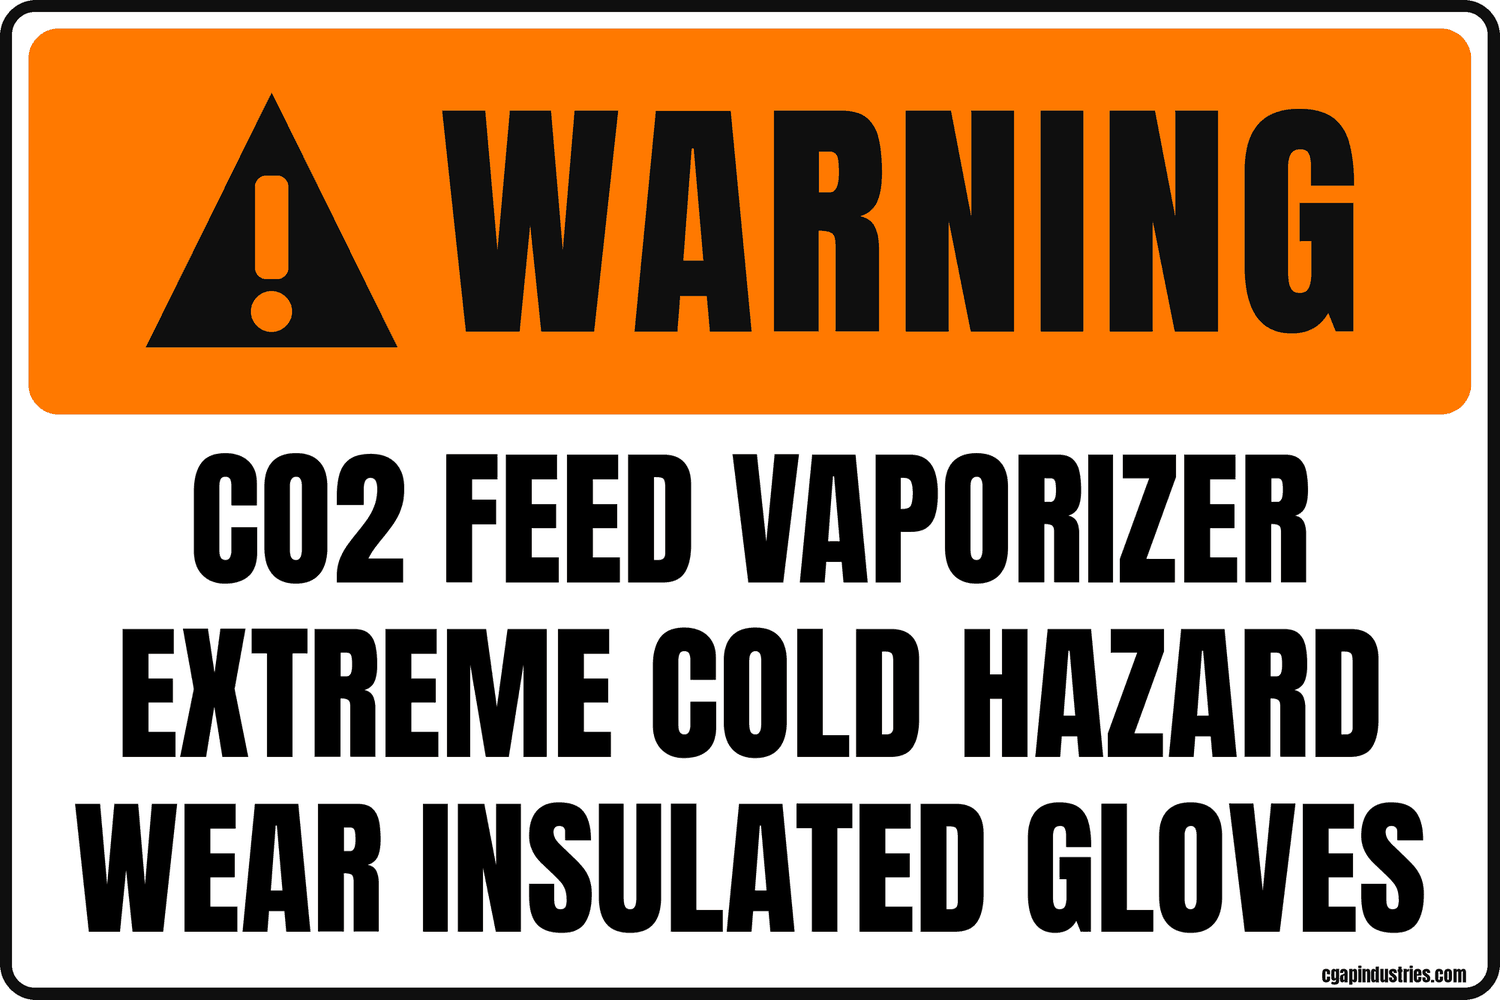 WARNING
CO2 FEED VAPORIZER
EXTREME COLD HAZARD
WEAR INSULATED GLOVES
cgapindustries.com